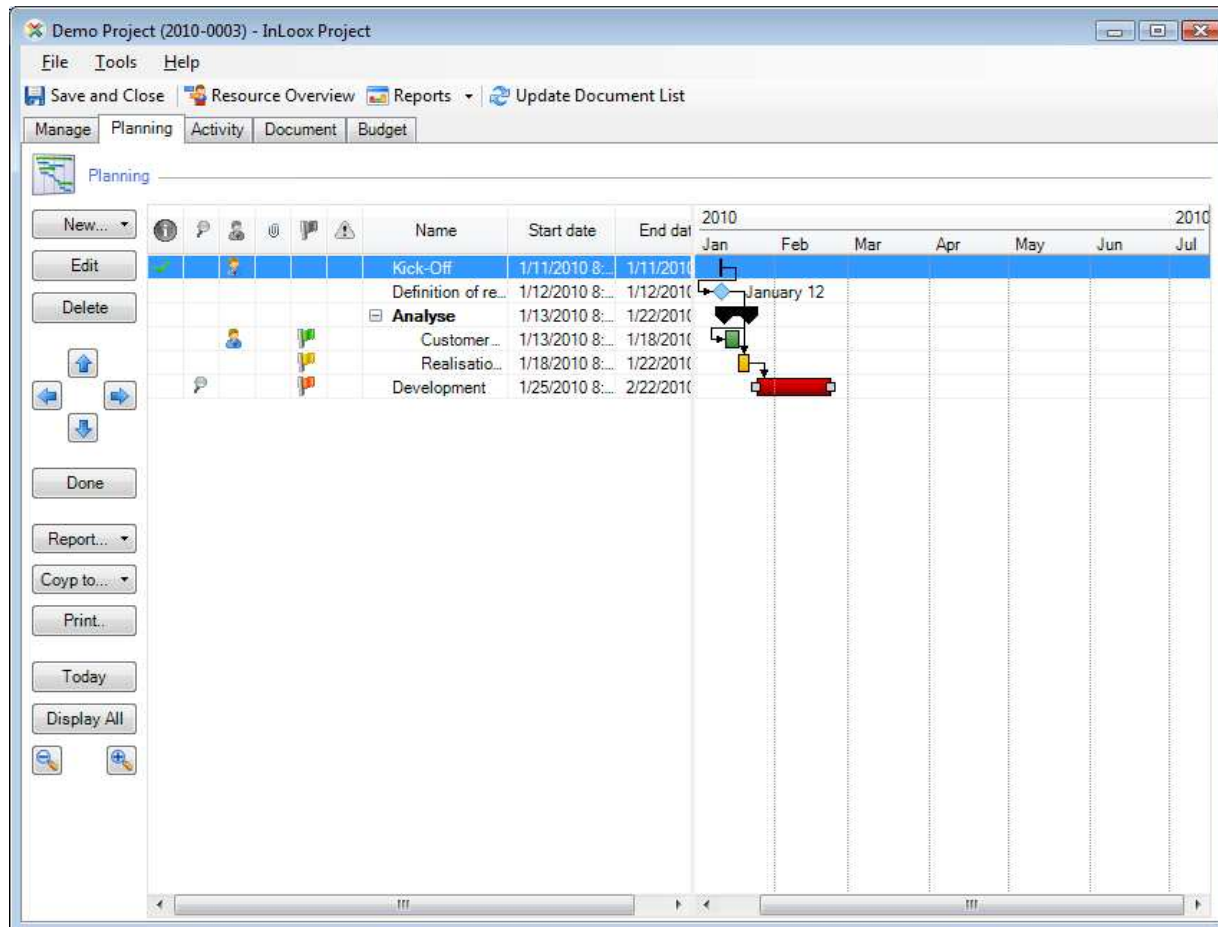 Demo Project (2010-0003) - InLoox Project
File Tools Help
Save and Close Resource Overview Reports Update Document List
Manage Planning Activity Document Budget
Planning
New...
Edit
Delete
Done
Report...
Coyp to...
Print..
Today
Display All
Name Start date End dat
2010 2010
Jan Feb Mar Apr May Jun Jul
Kick-Off 1/11/2010 8:... 1/11/2010
Definition of re... 1/12/2010 8:... 1/12/2010 January 12
Analyse 1/13/2010 8:... 1/22/2010
Customer... 1/13/2010 8:... 1/18/2010
Realisatio... 1/18/2010 8:... 1/22/2010
Development 1/25/2010 8:... 2/22/2010